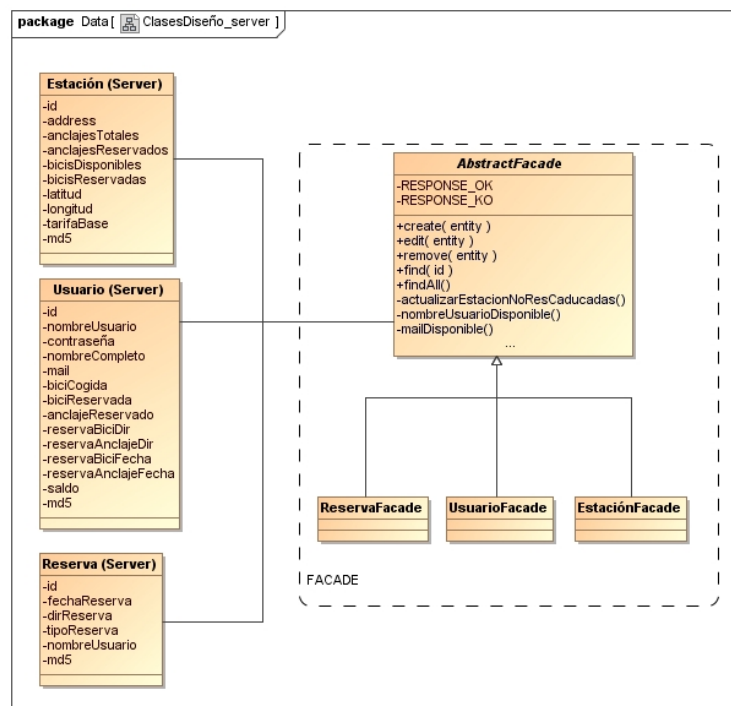 package Data [ ClasesDiseño_server ]
Estación (Server)
-id
-address
-anclajesTotales
-anclajesReservados
-bicisDisponibles
-bicisReservadas
-latitud
-longitud
-tarifaBase
-md5
Usuario (Server)
-id
-nombreUsuario
-contraseña
-nombreCompleto
-mail
-biciCogida
-biciReservada
-anclajeReservado
-reservaBiciDir
-reservaAnclajeDir
-reservaBiciFecha
-reservaAnclajeFecha
-saldo
-md5
Reserva (Server)
-id
-fechaReserva
-dirReserva
-tipoReserva
-nombreUsuario
-md5
AbstractFacade
-RESPONSE_OK
-RESPONSE_KO
+create( entity )
+edit( entity )
+remove( entity )
+find( id )
+findAll()
-actualizarEstacionNoResCaducadas()
-nombreUsuarioDisponible()
-mailDisponible()
...
ReservaFacade
UsuarioFacade
EstaciónFacade
FACADE